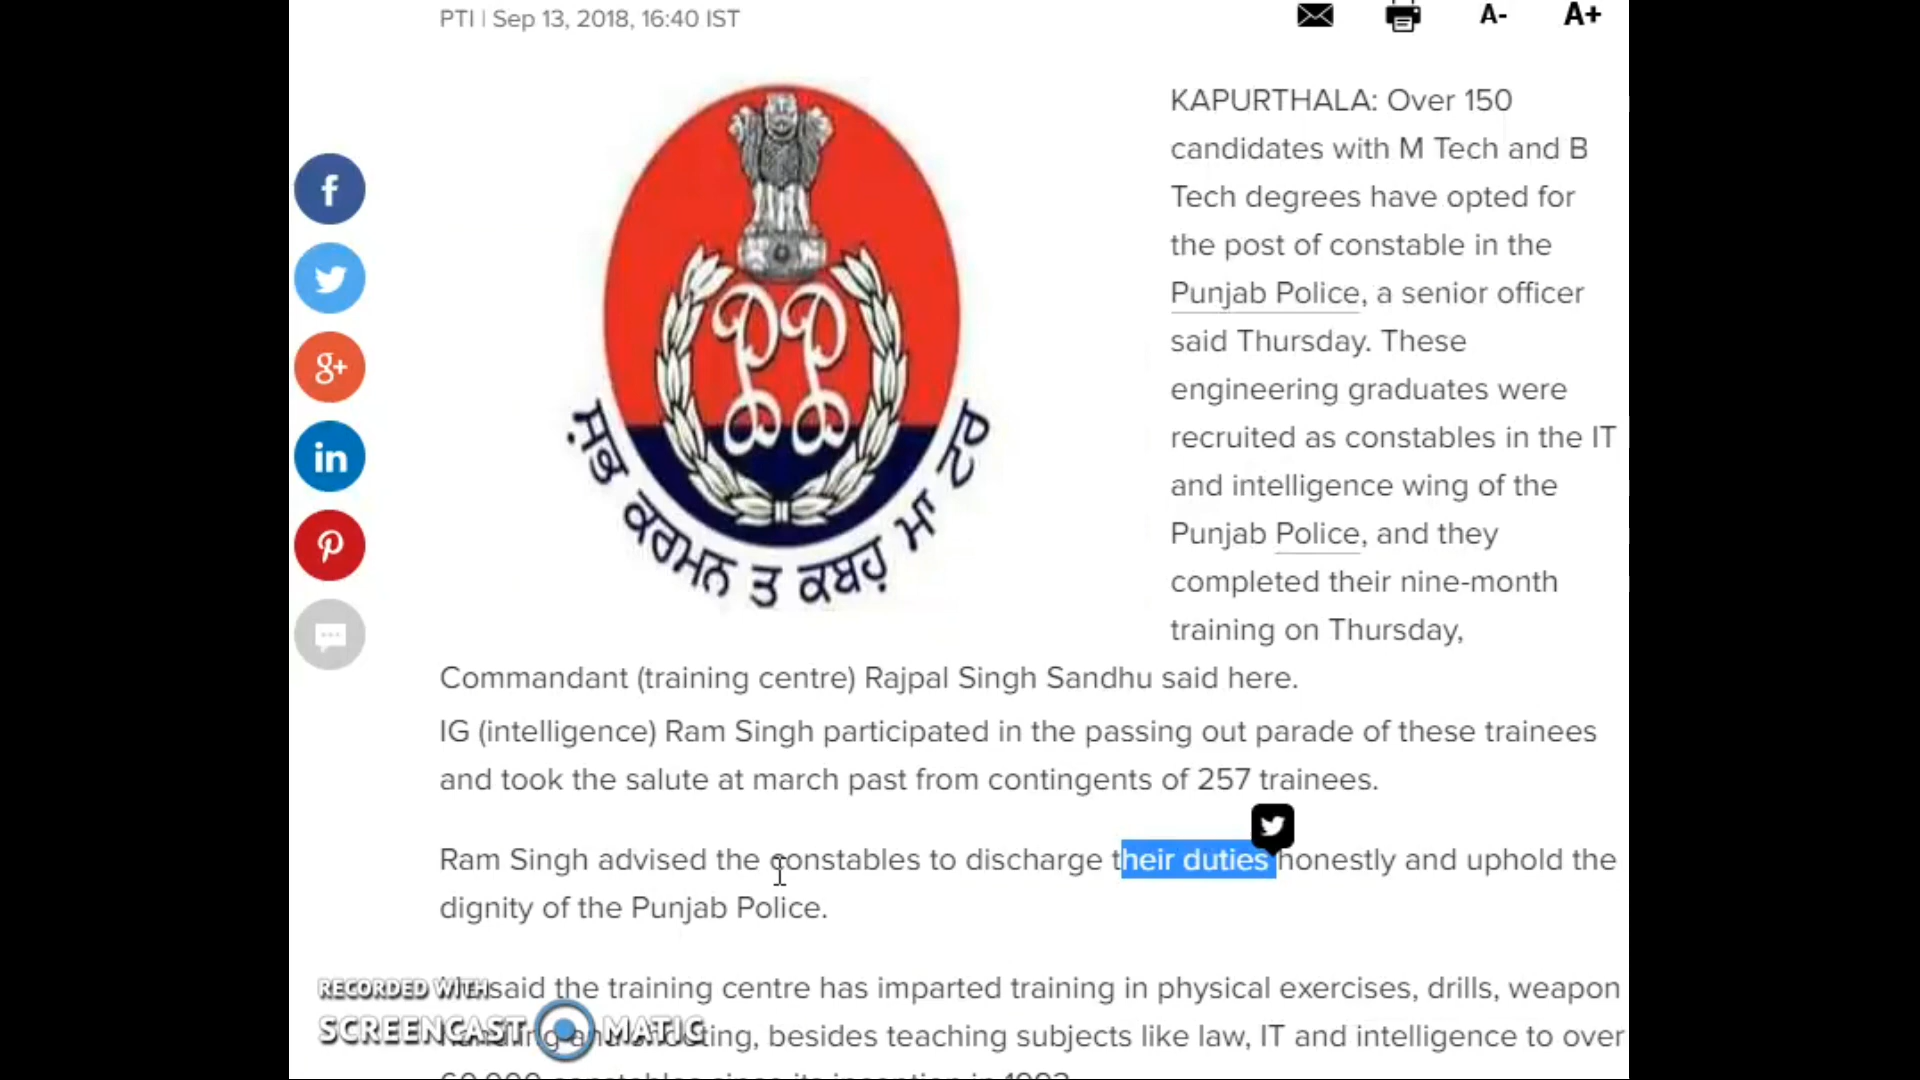 PTI | Sep 13, 2018, 16:40 IST
A- A+
KAPURTHALA: Over 150
candidates with M Tech and B
Tech degrees have opted for
the post of constable in the
Punjab Police, a senior officer
said Thursday. These
engineering graduates were
recruited as constables in the IT
and intelligence wing of the
Punjab Police, and they
completed their nine-month
training on Thursday,
f
g+
in
PP
ਸ਼ੁਭ ਕਰਮਨ ਤੇ ਕਬਹੂੰ ਨਾ ਟਰੋਂ
Commandant (training centre) Rajpal Singh Sandhu said here.
IG (intelligence) Ram Singh participated in the passing out parade of these trainees
and took the salute at march past from contingents of 257 trainees.
Ram Singh advised the constables to discharge their duties honestly and uphold the
dignity of the Punjab Police.
said the training centre has imparted training in physical exercises, drills, weapon
besides teaching subjects like law, IT and intelligence to over
RECORDED WITH
SCREENCAST MATIC